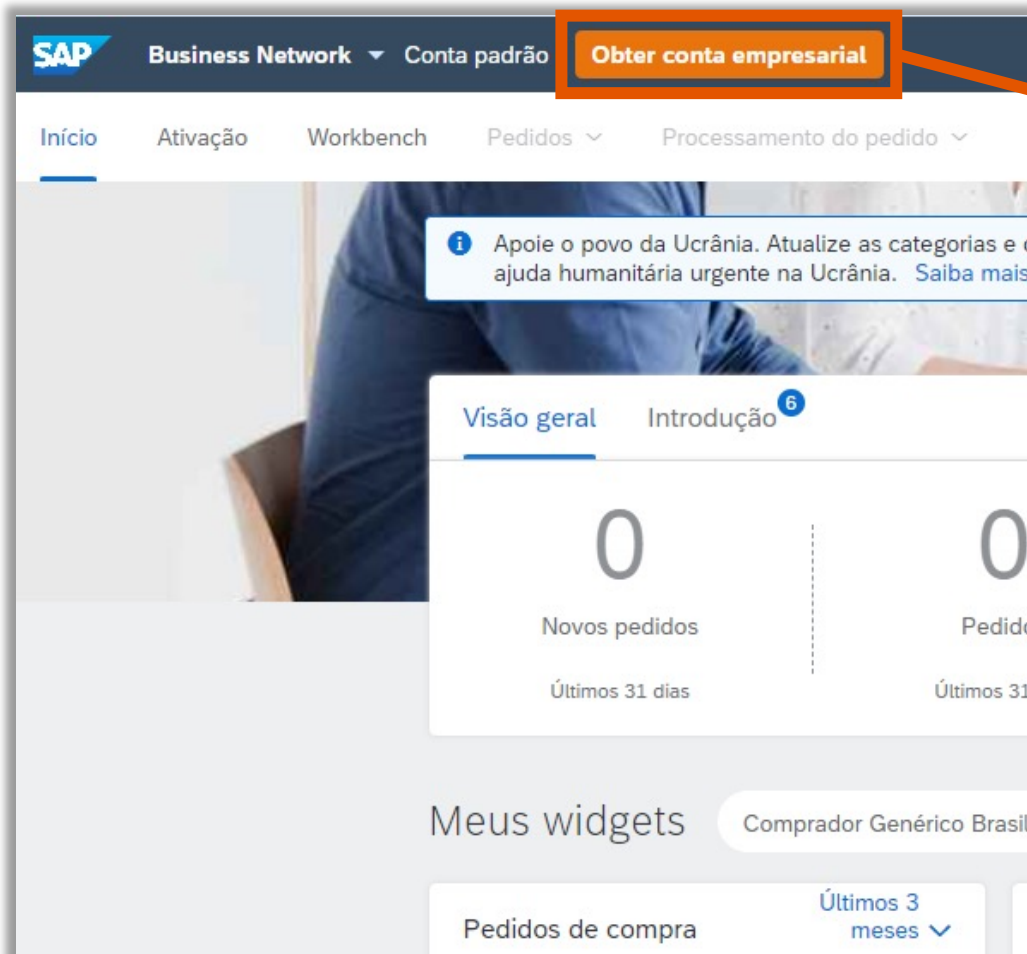 SAP Business Network Conta padrão Obter conta empresarial
Início Ativação Workbench Pedidos Processamento do pedido
Apoie o povo da Ucrânia. Atualize as categorias e
ajuda humanitária urgente na Ucrânia. Saiba mais
Visão geral Introdução 6
0 0
Novos pedidos
Últimos 31 dias Últimos 31
Meus widgets Comprador Genérico Brasil
Últimos 3
Pedidos de compra meses